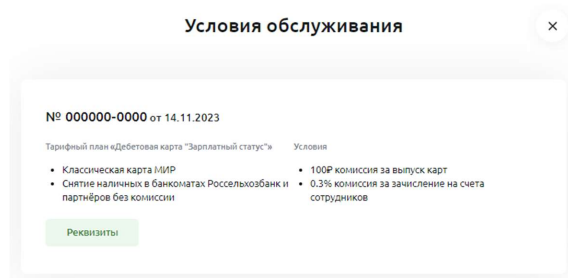 Условия обслуживания
№ 000000-0000 от 14.11.2023
Тарифный план «Дебетовая карта "Зарплатный статус"»
Условия
• Классическая карта МИР
• 100₽ комиссия за выпуск карт
• Снятие наличных в банкоматах Россельхозбанк и
партнёров без комиссии
• 0.3% комиссия за зачисление на счета
сотрудников
Реквизиты